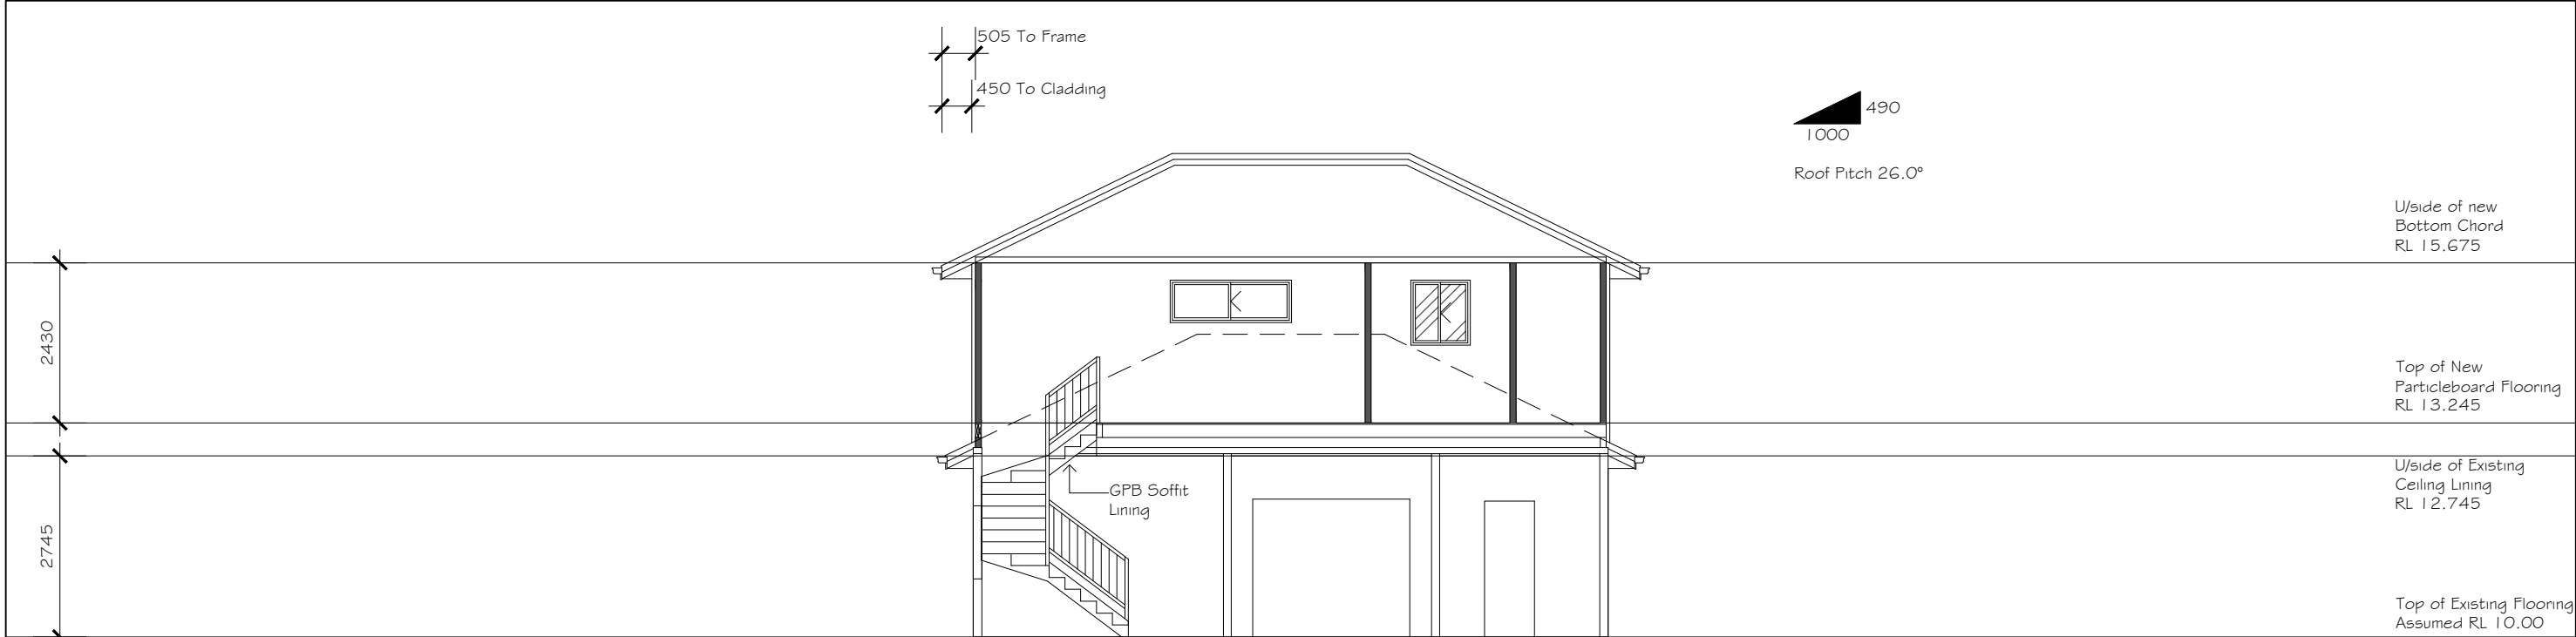 505 To Frame
450 To Cladding
490
1000
Roof Pitch 26.0°
U/side of new
Bottom Chord
RL 15.675
2430
Top of New
Particleboard Flooring
RL 13.245
U/side of Existing
Ceiling Lining
RL 12.745
GPB Soffit
Lining
2745
Top of Existing Flooring
Assumed RL 10.00